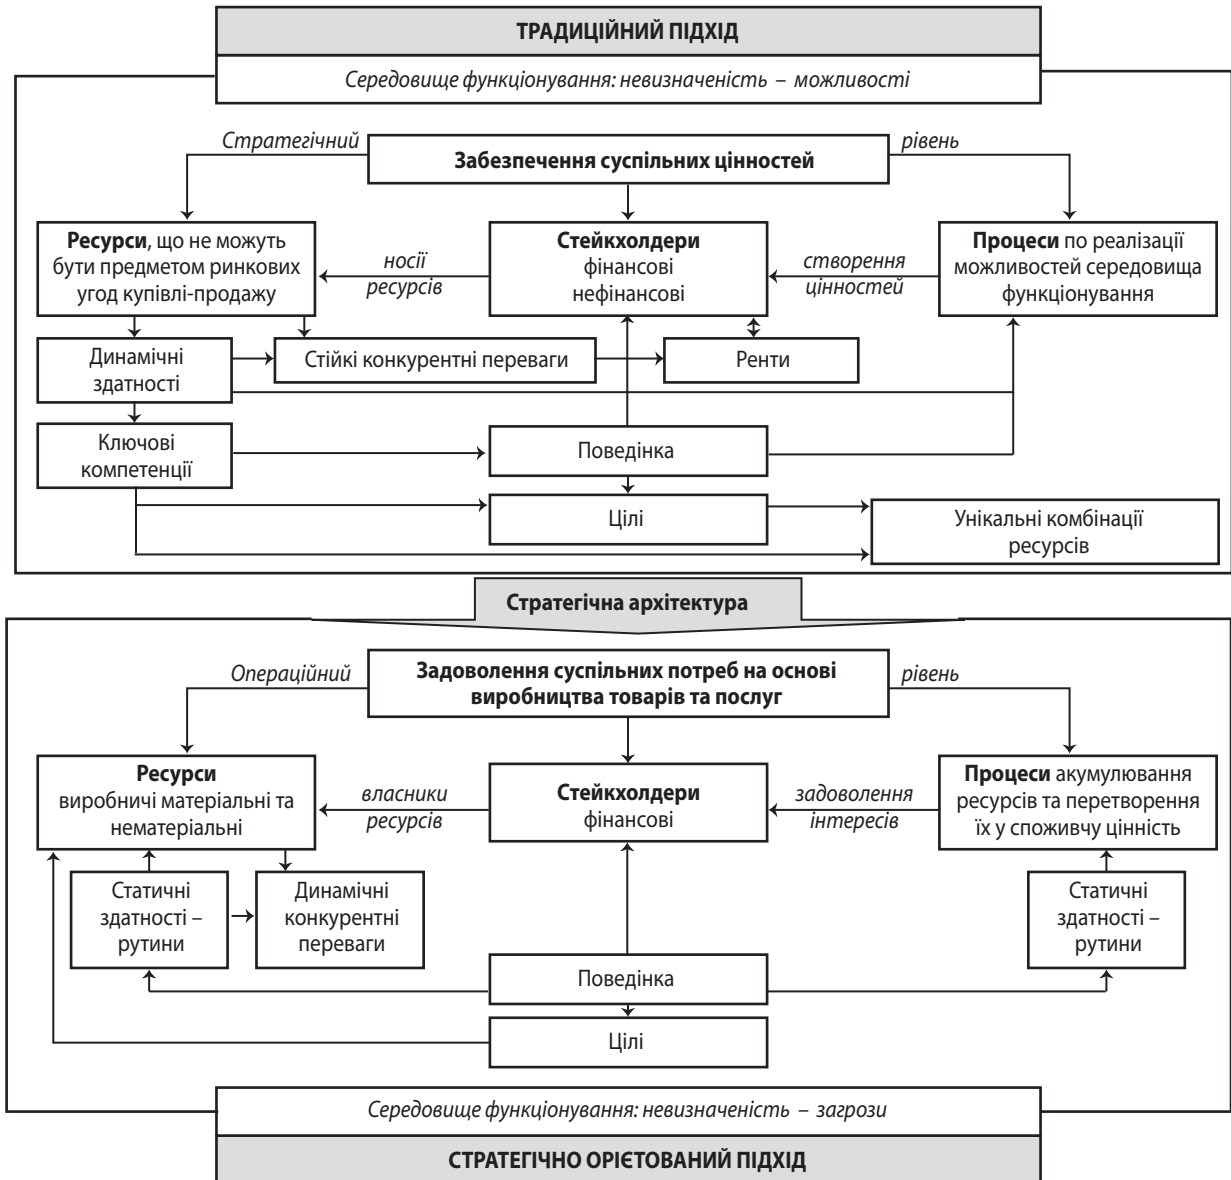 ТРАДИЦІЙНИЙ ПІДХІД
Середовище функціонування: невизначеність – можливості
Стратегічний
рівень
Забезпечення суспільних цінностей
Ресурси, що не можуть
бути предметом ринкових
угод купівлі-продажу
носії
ресурсів
Стейкхолдери
фінансові
нефінансові
створення
цінностей
Процеси по реалізації
можливостей середовища
функціонування
Динамічні
здатності
Стійкі конкурентні переваги
Ренти
Ключові
компетенції
Поведінка
Цілі
Унікальні комбінації
ресурсів
Стратегічна архітектура
Операційний
рівень
Задоволення суспільних потреб на основі
виробництва товарів та послуг
Ресурси
виробничі матеріальні та
нематеріальні
власники
ресурсів
Стейкхолдери
фінансові
задоволення
інтересів
Процеси акумулювання
ресурсів та перетворення
їх у споживчу цінність
Статичні
здатності –
рутини
Динамічні
конкурентні
переваги
Статичні
здатності –
рутини
Поведінка
Цілі
Середовище функціонування: невизначеність – загрози
СТРАТЕГІЧНО ОРІЄТОВАНИЙ ПІДХІД